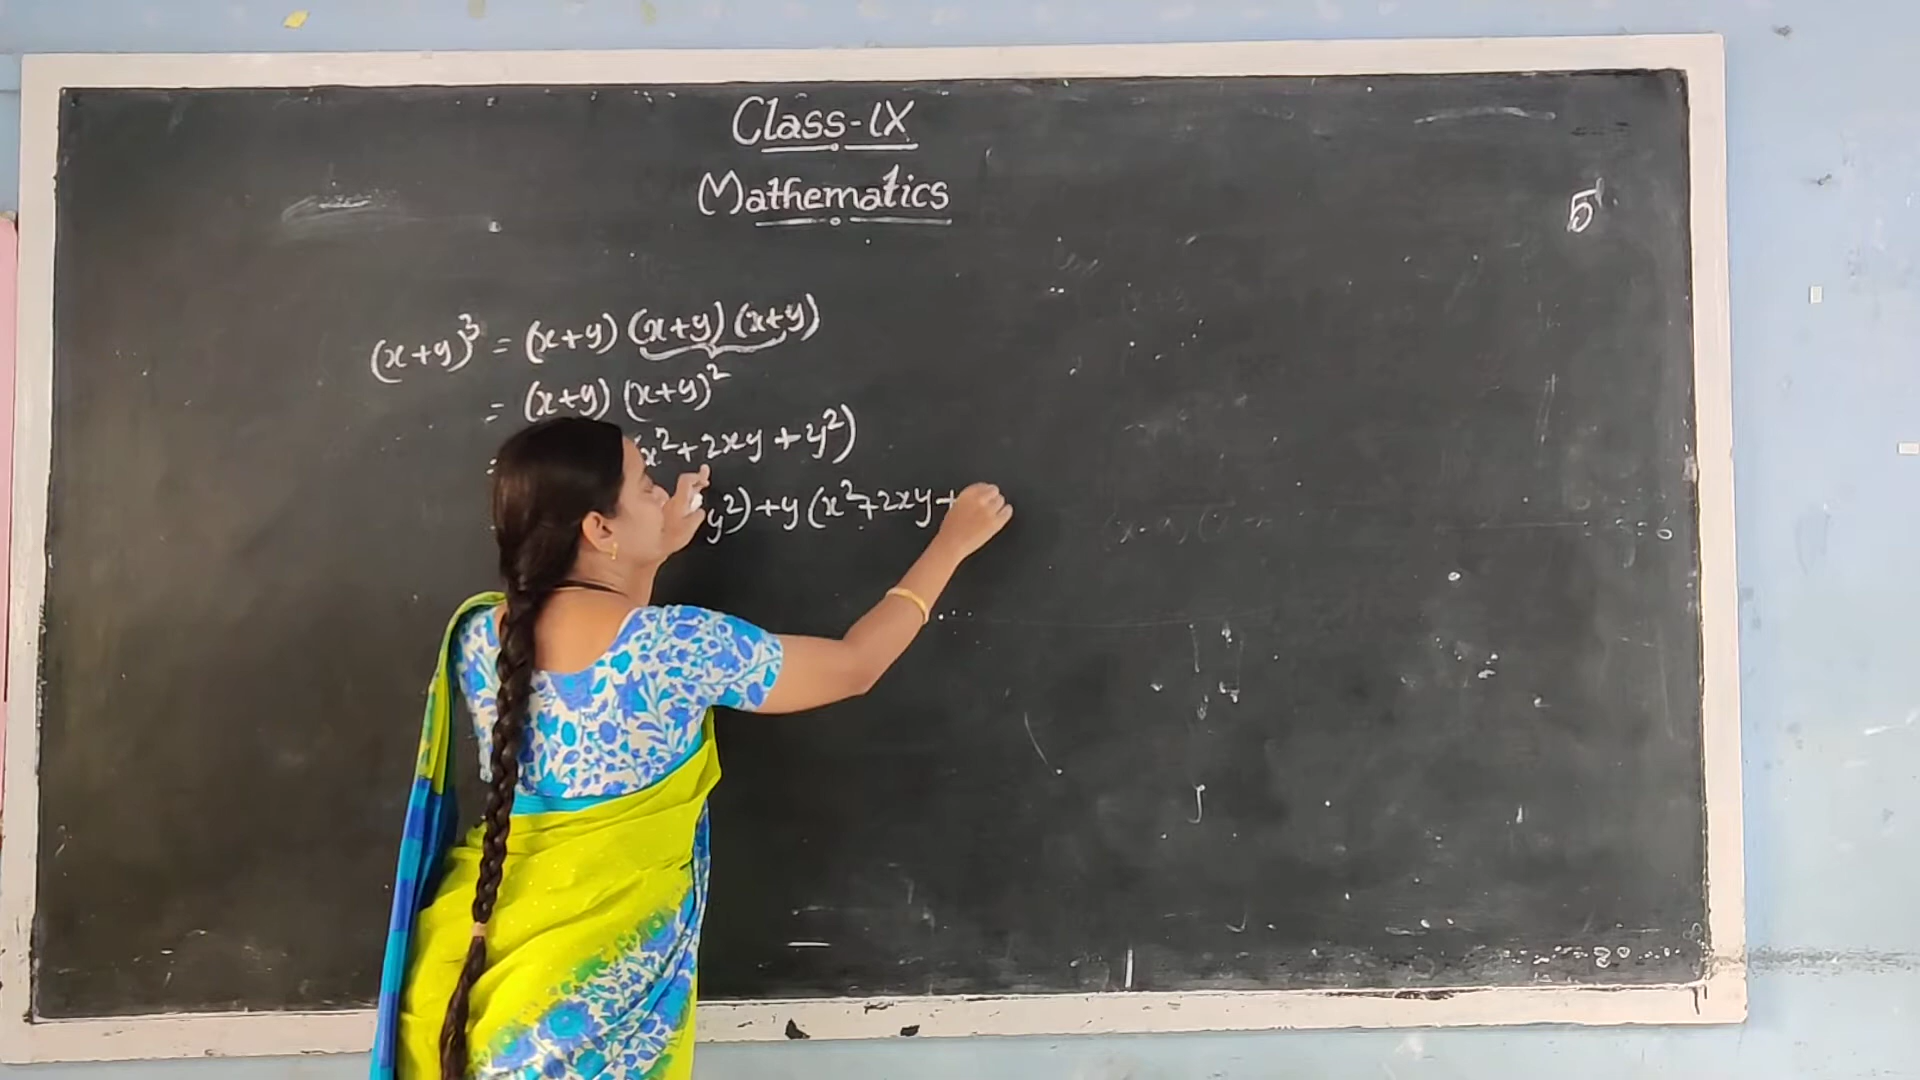 Class-IX
Mathematics
5
(x+y)³ = (x+y) (x+y) (x+y)
= (x+y) (x+y)²
= x²+2xy+y²)
y²)+y(x²+2xy+